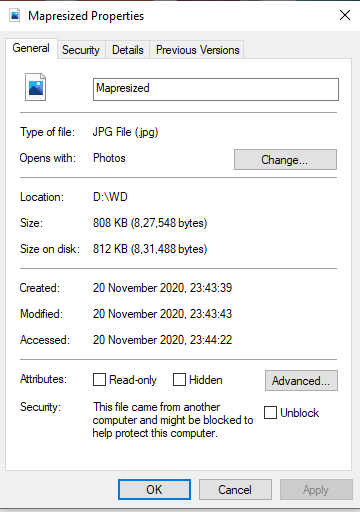 Mapresized Properties
General Security Details Previous Versions
Mapresized
Type of file: JPG File (.jpg)
Opens with: Photos Change...
Location: D:\WD
Size: 808 KB (8,27,548 bytes)
Size on disk: 812 KB (8,31,488 bytes)
Created: 20 November 2020, 23:43:39
Modified: 20 November 2020, 23:43:43
Accessed: 20 November 2020, 23:44:22
Attributes: Read-only Hidden Advanced...
Security: This file came from another Unblock
computer and might be blocked to
help protect this computer.
OK Cancel Apply